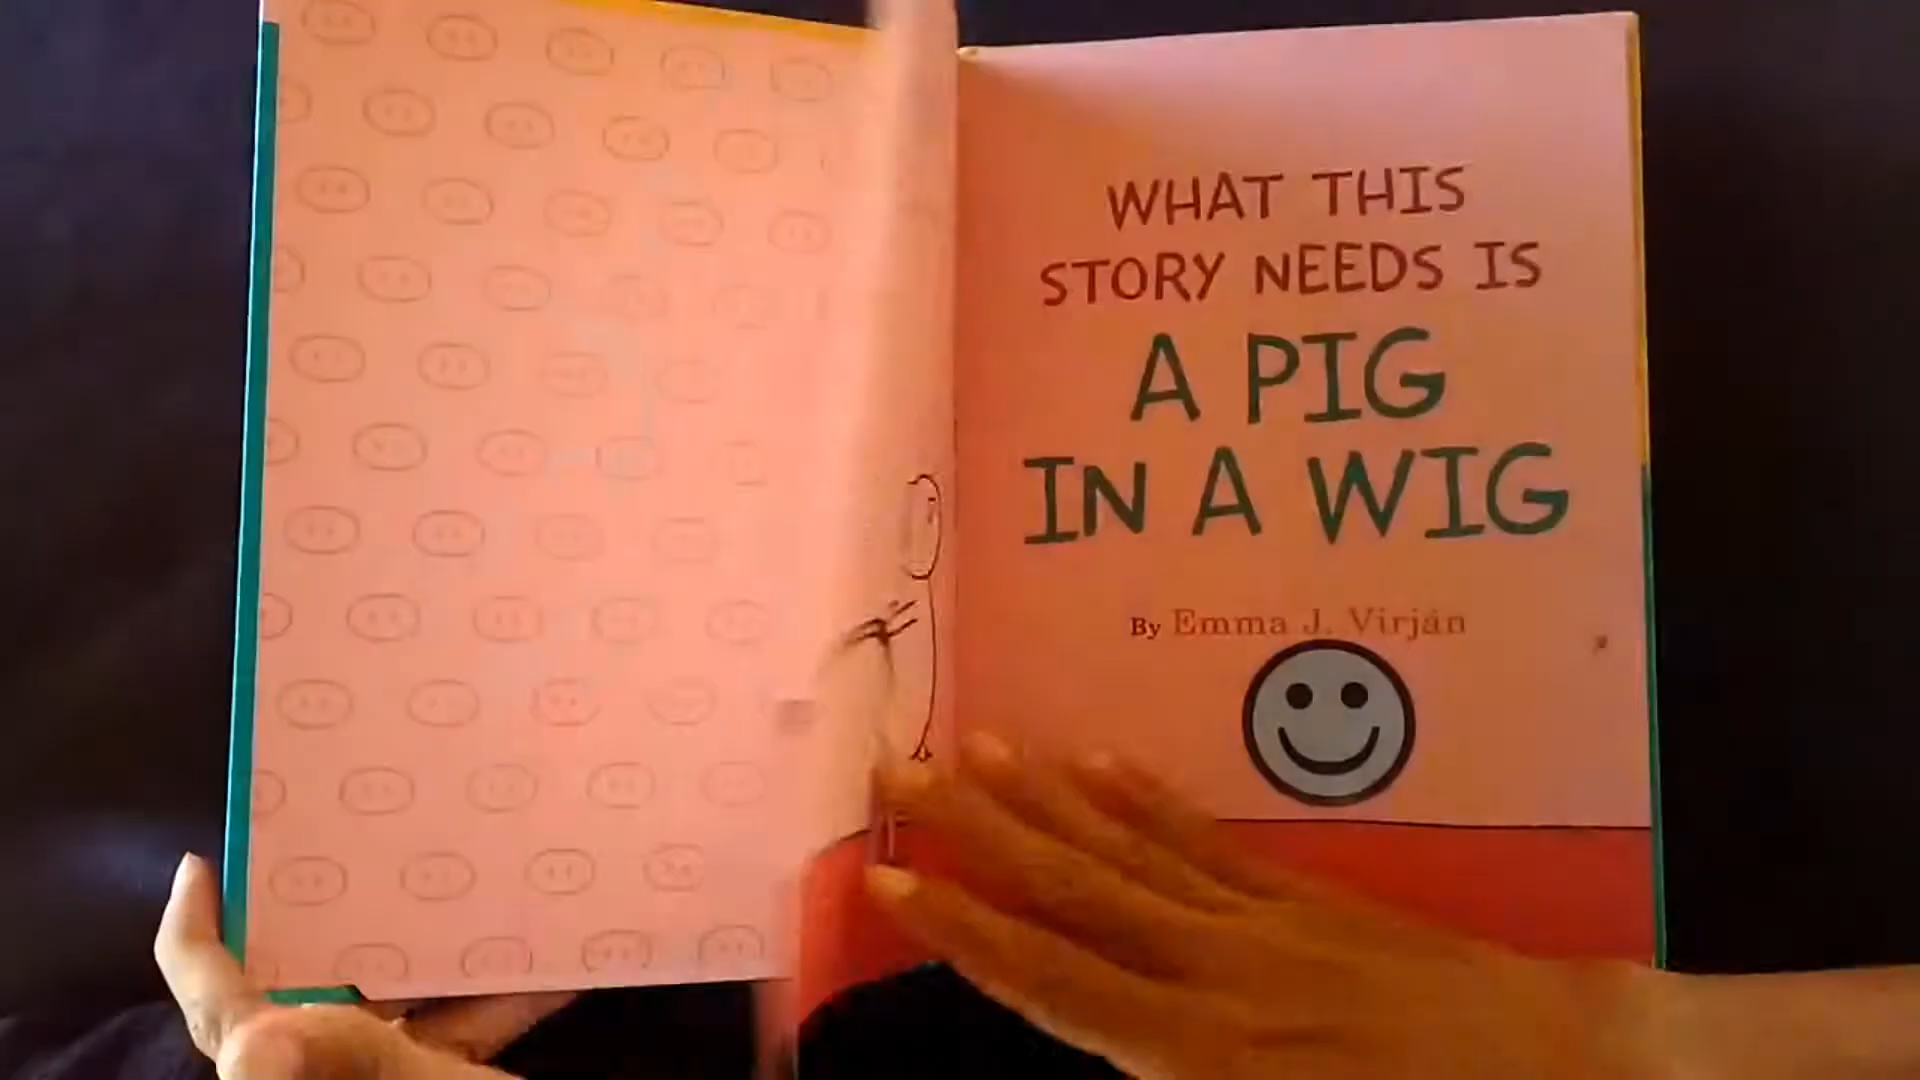 WHAT THIS
STORY NEEDS IS
A PIG
IN A WIG
By Emma J. Virján